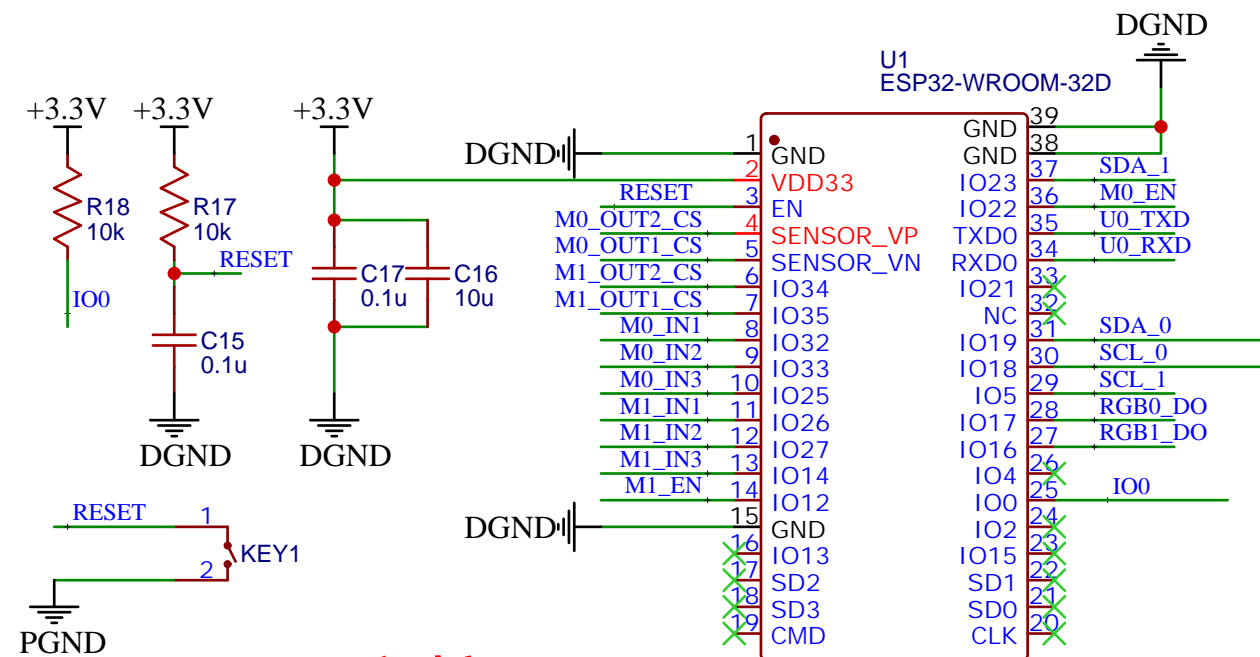 DGND
U1
ESP32-WROOM-32D
+3.3V +3.3V +3.3V
R18
10k
IO0
R17
10k
RESET
C15
0.1u
DGND
C17
0.1u
C16
10u
DGND
RESET 1
2
KEY1
PGND
DGND 1 GND
2 VDD33
RESET 3 EN
M0_OUT2_CS 4 SENSOR_VP
M0_OUT1_CS 5 SENSOR_VN
M1_OUT2_CS 6 IO34
M1_OUT1_CS 7 IO35
M0_IN1 8 IO32
M0_IN2 9 IO33
M0_IN3 10 IO25
M1_IN1 11 IO26
M1_IN2 12 IO27
M1_IN3 13 IO14
M1_EN 14 IO12
DGND 15 GND
16 IO13
17 SD2
18 SD3
19 CMD
GND 39
GND 38
IO23 37 SDA_1
IO22 36 M0_EN
TXD0 35 U0_TXD
RXD0 34 U0_RXD
IO21 33
NC 32
IO19 31 SDA_0
IO18 30 SCL_0
IO5 29 SCL_1
IO17 28 RGB0_DO
IO16 27 RGB1_DO
IO4 26
IO0 25 IO0
IO2 24
IO15 23
SD1 22
SD0 21
CLK 20